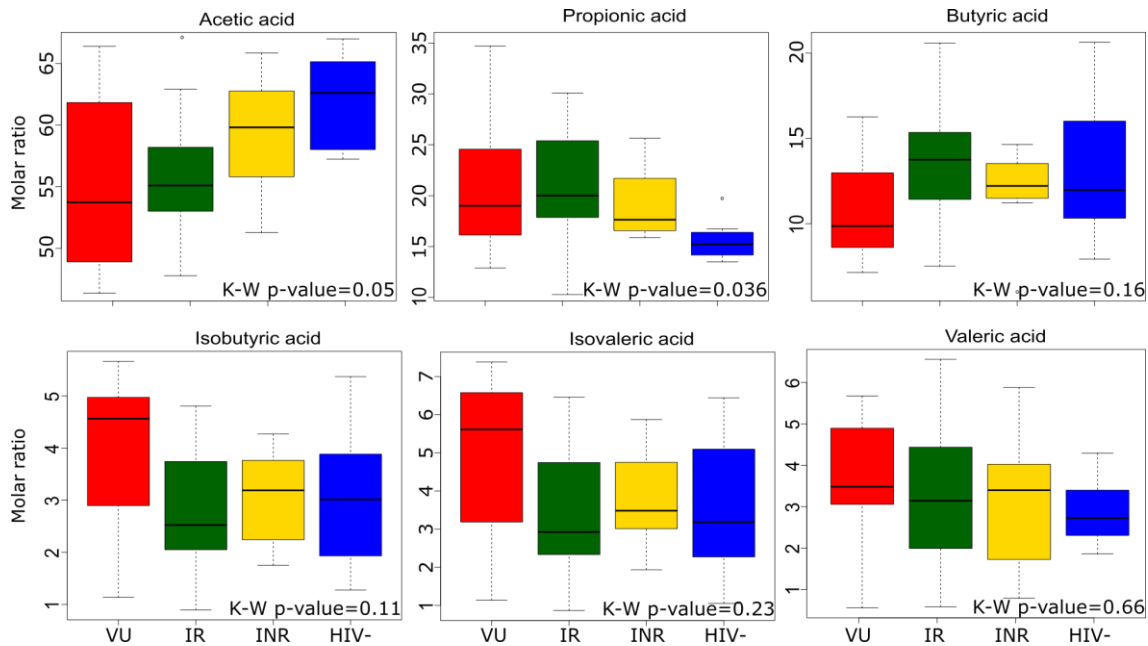 Acetic acid
Propionic acid
Butyric acid
Molar ratio
65
60
55
50
K-W p-value=0.05
35
30
25
20
15
10
K-W p-value=0.036
20
15
10
K-W p-value=0.16
Isobutyric acid
Isovaleric acid
Valeric acid
Molar ratio
5
4
3
2
1
K-W p-value=0.11
7
6
5
4
3
2
1
K-W p-value=0.23
6
5
4
3
2
1
K-W p-value=0.66
VU IR INR HIV-
VU IR INR HIV-
VU IR INR HIV-